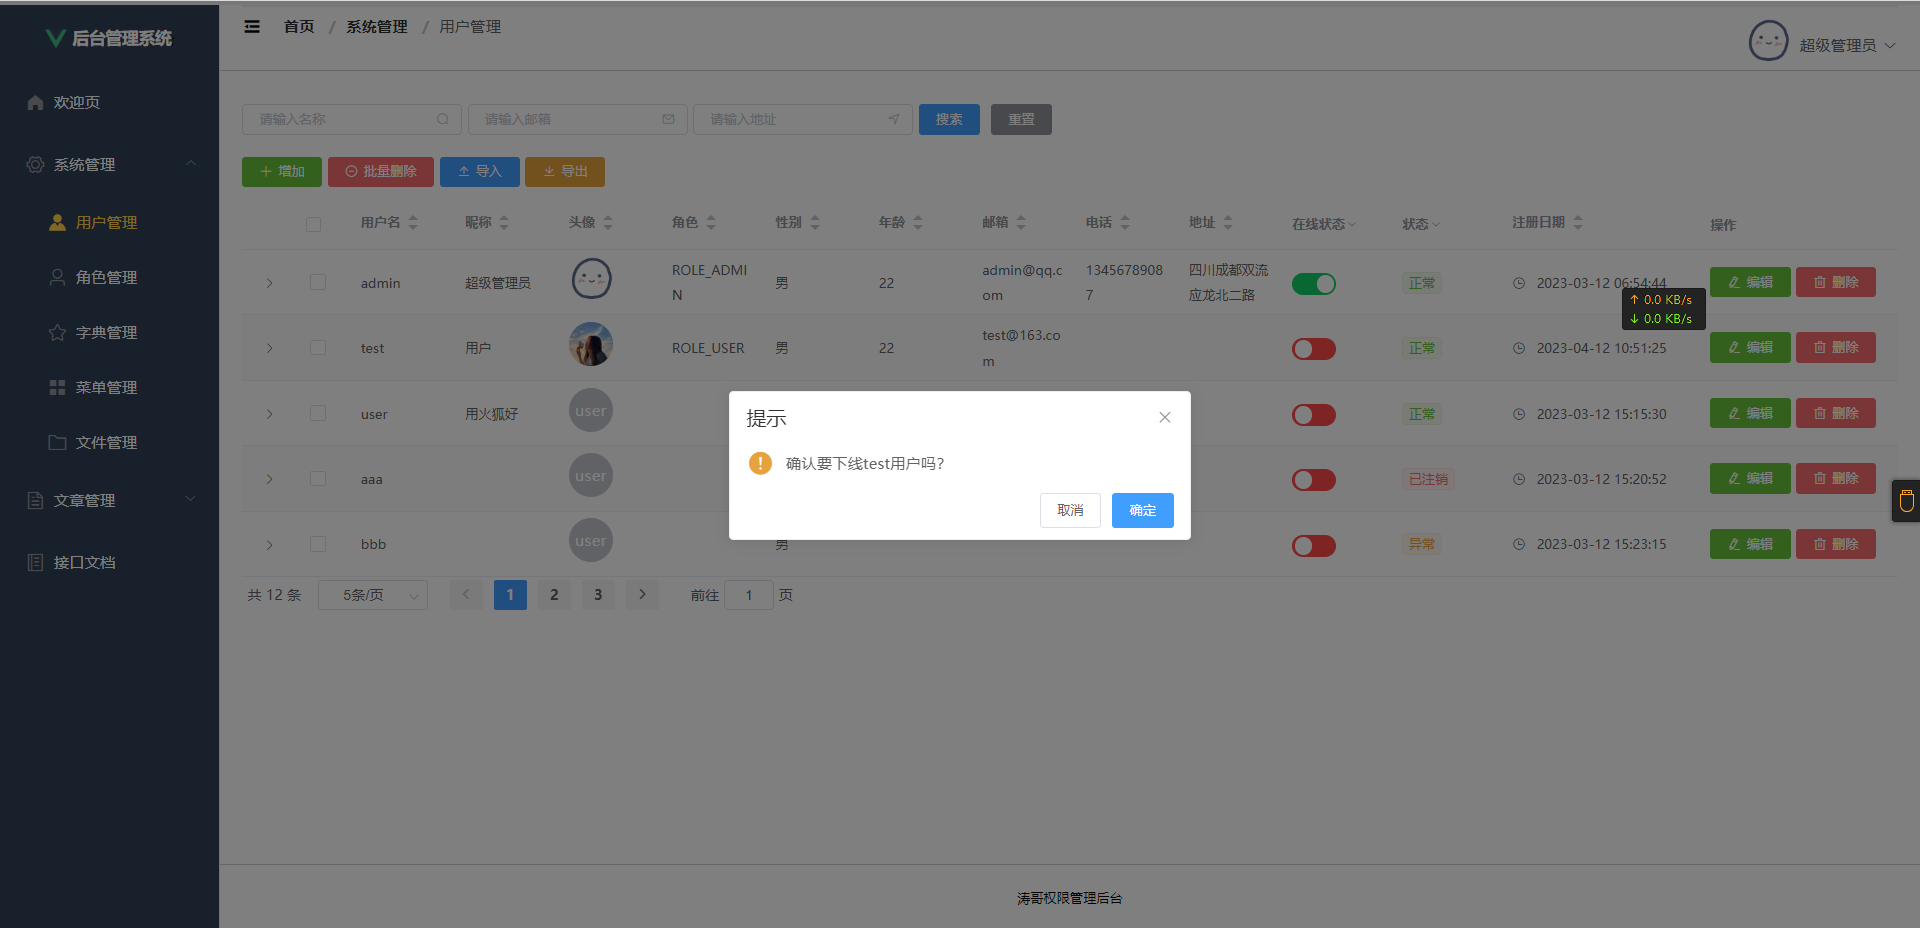 后台管理系统
首页 / 系统管理 / 用户管理
超级管理员
欢迎页
系统管理
用户管理
角色管理
字典管理
菜单管理
文件管理
文章管理
接口文档
请输入名称 请输入邮箱 请输入地址 搜索 重置
增加 批量删除 导入 导出
用户名 昵称 头像 角色 性别 年龄 邮箱 电话 地址 在线状态 状态 注册日期 操作
admin 超级管理员 ROLE_ADMI
N 男 22 admin@qq.c
om 1345678908
7 四川成都双流
应龙北二路 正常 2023-03-12 06:54:44 编辑 删除
↑ 0.0 KB/s
↓ 0.0 KB/s
test 用户 ROLE_USER 男 22 test@163.co
m 正常 2023-04-12 10:51:25 编辑 删除
user 用火狐好 user 正常 2023-03-12 15:15:30 编辑 删除
aaa user 已注销 2023-03-12 15:20:52 编辑 删除
bbb user 男 异常 2023-03-12 15:23:15 编辑 删除
提示
确认要下线test用户吗?
取消 确定
共 12 条 5条/页 1 2 3 前往 1 页
涛哥权限管理后台